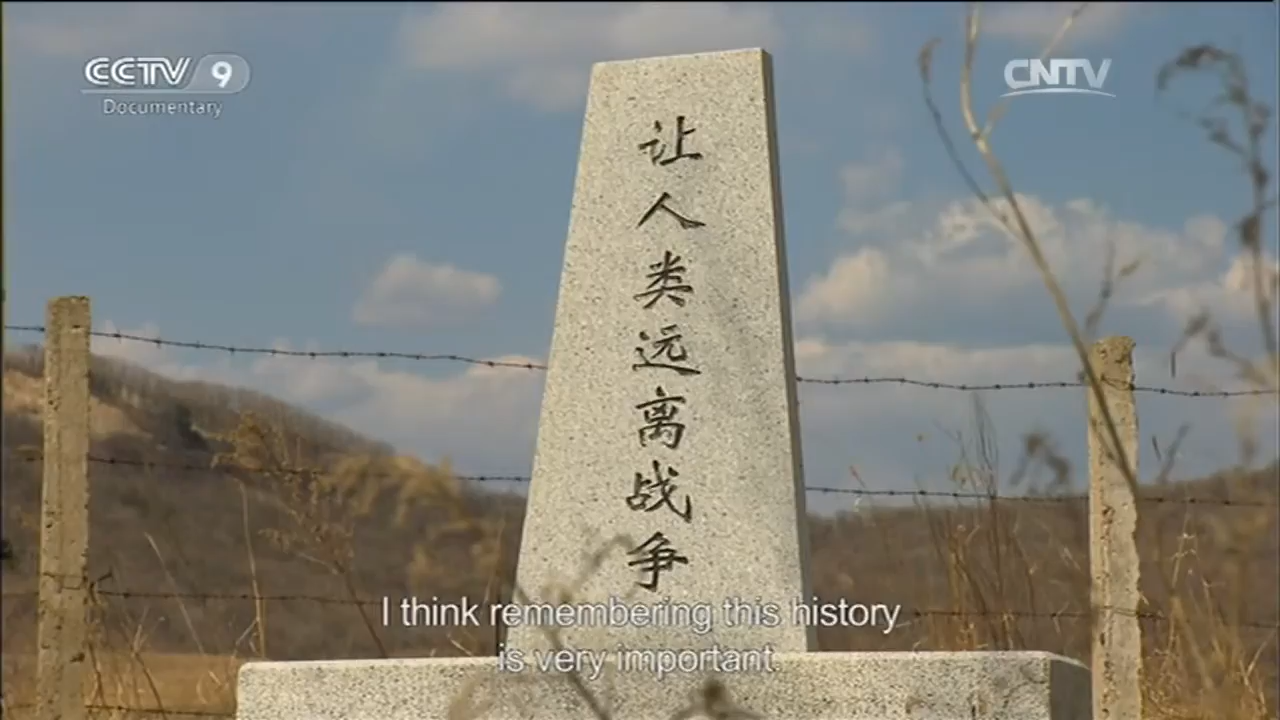 CCTV 9
Documentary
CNTV
让人类远离战争
I think remembering this history
is very important.